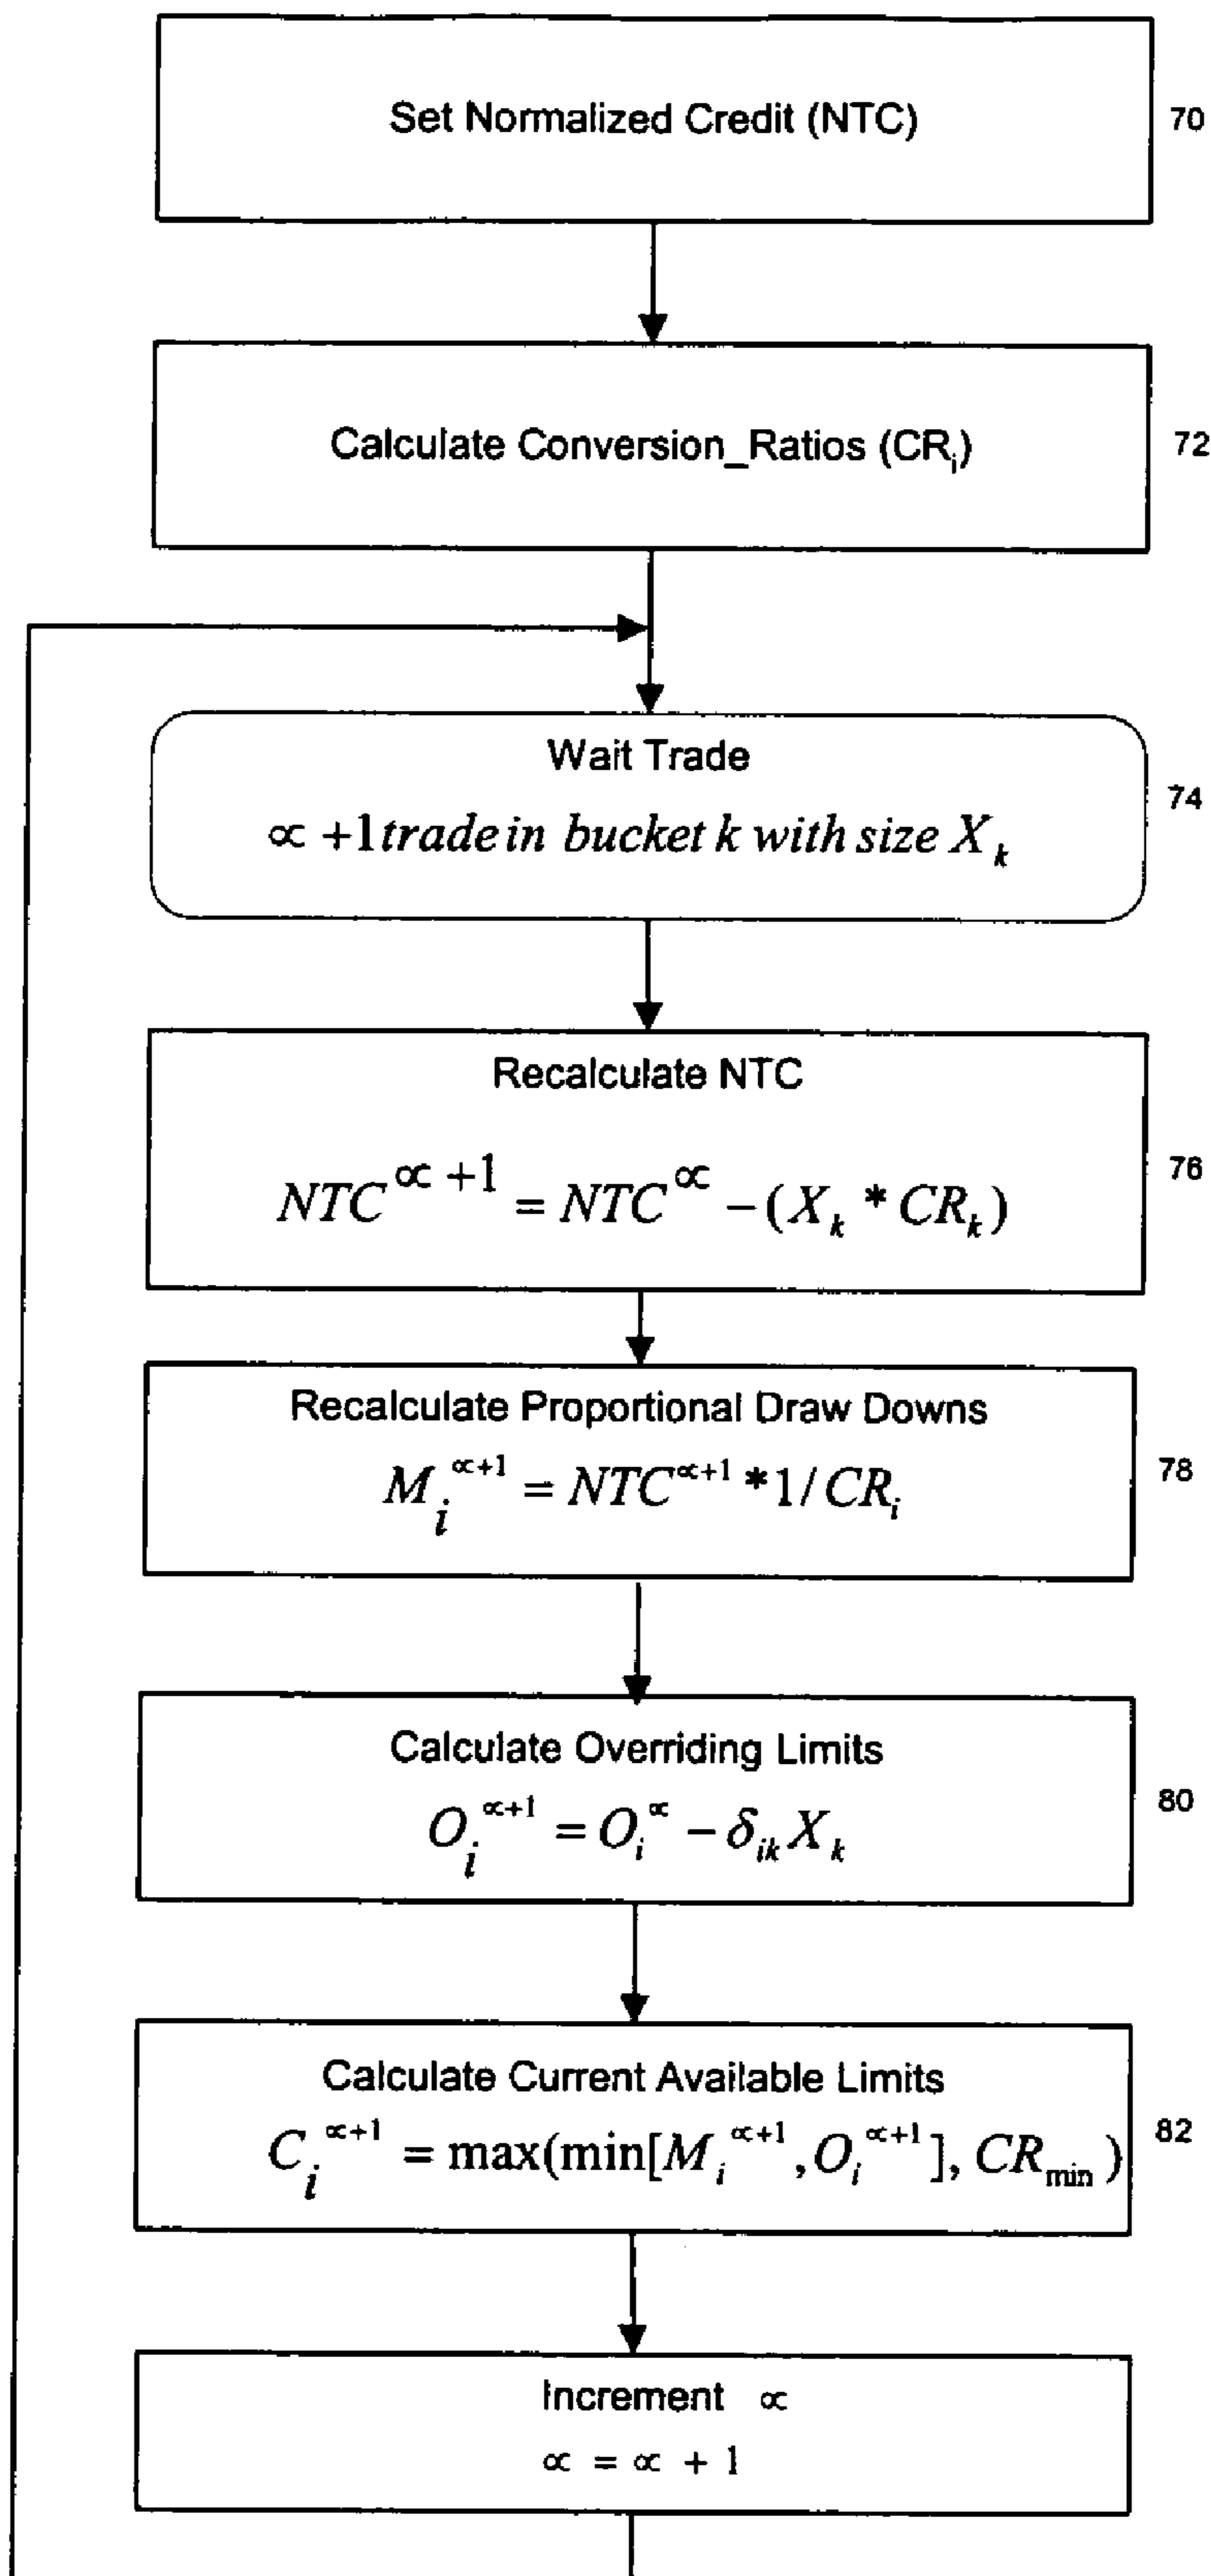 Set Normalized Credit (NTC)
70
Calculate Conversion_Ratios (CRᵢ)
72
Wait Trade
∝ +1 trade in bucket k with size X_k
74
Recalculate NTC
NTC^{∝ +1} = NTC^∝ − (X_k * CR_k)
76
Recalculate Proportional Draw Downs
M_i^{∝+1} = NTC^{∝+1} * 1 / CR_i
78
Calculate Overriding Limits
O_i^{∝+1} = O_i^∝ − δ_{ik} X_k
80
Calculate Current Available Limits
C_i^{∝+1} = max(min[M_i^{∝+1}, O_i^{∝+1}], CR_min)
82
Increment ∝
∝ = ∝ + 1